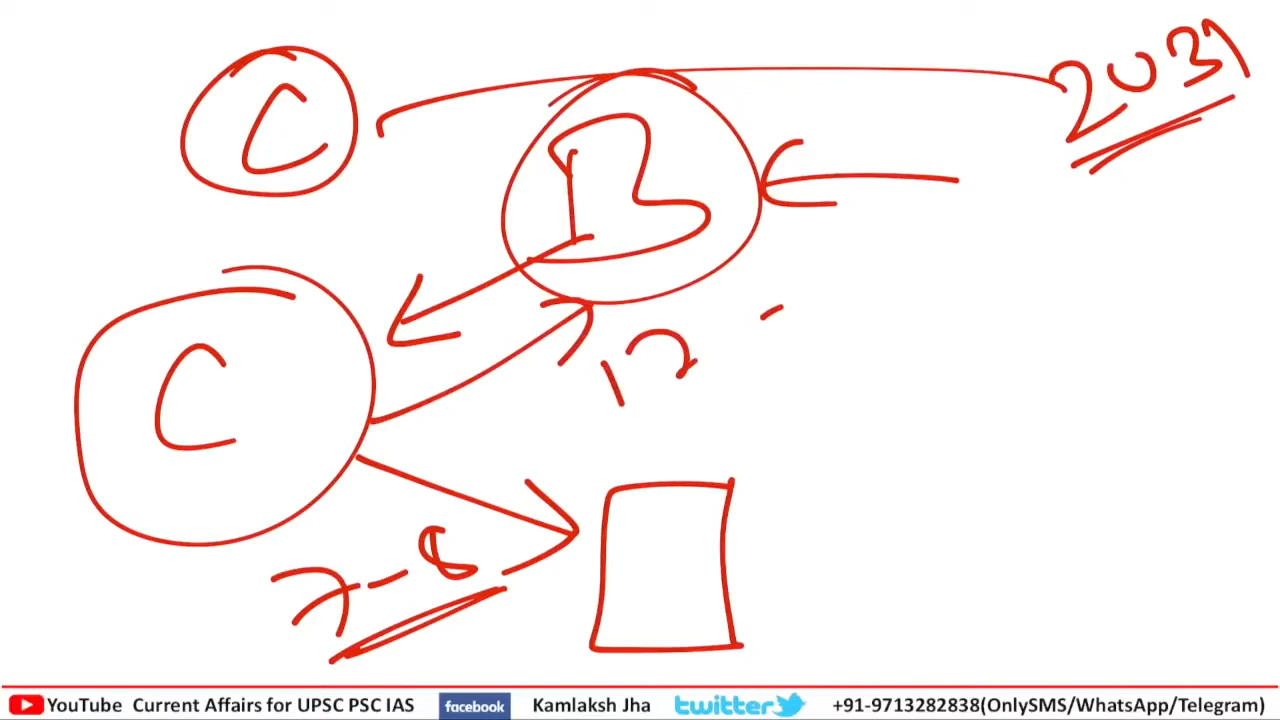 C
2031
B
C
12
7-8
YouTube Current Affairs for UPSC PSC IAS facebook Kamlaksh Jha twitter +91-9713282838(OnlySMS/WhatsApp/Telegram)